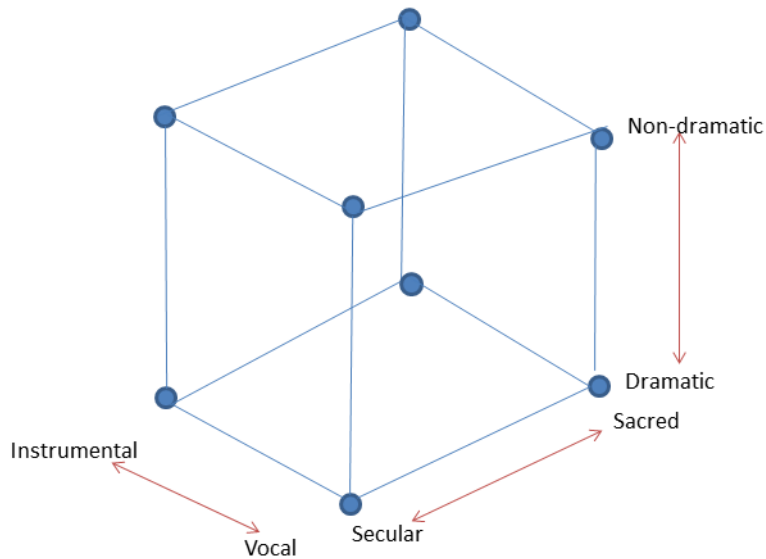 Non-dramatic
Dramatic
Sacred
Instrumental
Secular
Vocal